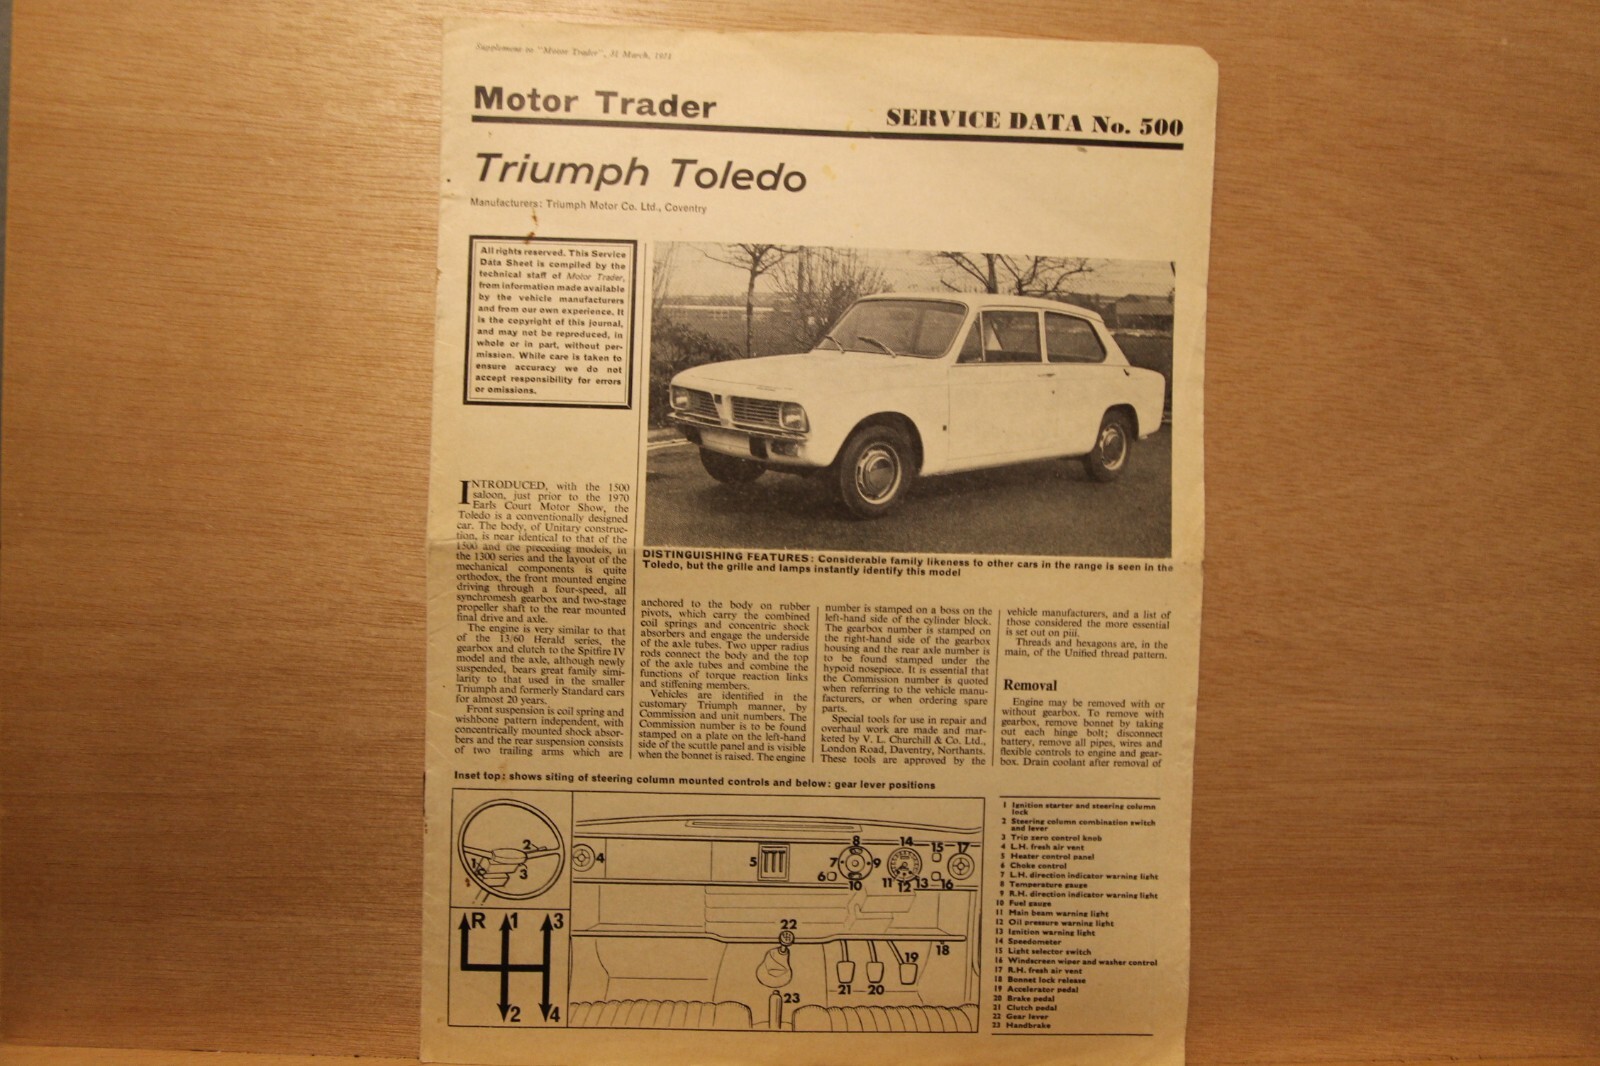 Supplement to "Motor Trader", 31 March, 1971
Motor Trader
SERVICE DATA No. 500
Triumph Toledo
Manufacturers: Triumph Motor Co. Ltd., Coventry
All rights reserved. This Service
Data Sheet is compiled by the
technical staff of Motor Trader,
from information made available
by the vehicle manufacturers
and from our own experience. It
is the copyright of this journal,
and may not be reproduced, in
whole or in part, without per-
mission. While care is taken to
ensure accuracy we do not
accept responsibility for errors
or omissions.
DISTINGUISHING FEATURES: Considerable family likeness to other cars in the range is seen in the
Toledo, but the grille and lamps instantly identify this model
INTRODUCED, with the 1500
saloon, just prior to the 1970
Earls Court Motor Show, the
Toledo is a conventionally designed
car. The body, of Unitary construc-
tion, is near identical to that of the
1500 and the preceding models, in
the 1300 series and the layout of the
mechanical components is quite
orthodox, the front mounted engine
driving through a four-speed, all
synchromesh gearbox and two-stage
propeller shaft to the rear mounted
final drive and axle.
The engine is very similar to that
of the 13/60 Herald series, the
gearbox and clutch to the Spitfire IV
model and the axle, although newly
suspended, bears great family simi-
larity to that used in the smaller
Triumph and formerly Standard cars
for almost 20 years.
Front suspension is coil spring and
wishbone pattern independent, with
concentrically mounted shock absor-
bers and the rear suspension consists
of two trailing arms which are
anchored to the body on rubber
pivots, which carry the combined
coil springs and concentric shock
absorbers and engage the underside
of the axle tubes. Two upper radius
rods connect the body and the top
of the axle tubes and combine the
functions of torque reaction links
and stiffening members.
Vehicles are identified in the
customary Triumph manner, by
Commission and unit numbers. The
Commission number is to be found
stamped on a plate on the left-hand
side of the scuttle panel and is visible
when the bonnet is raised. The engine
number is stamped on a boss on the
left-hand side of the cylinder block.
The gearbox number is stamped on
the right-hand side of the gearbox
housing and the rear axle number is
to be found stamped under the
hypoid nosepiece. It is essential that
the Commission number is quoted
when referring to the vehicle manu-
facturers, or when ordering spare
parts.
Special tools for use in repair and
overhaul work are made and mar-
keted by V. L. Churchill & Co. Ltd.,
London Road, Daventry, Northants.
These tools are approved by the
vehicle manufacturers, and a list of
those considered the more essential
is set out on piii.
Threads and hexagons are, in the
main, of the Unified thread pattern.
Removal
Engine may be removed with or
without gearbox. To remove with
gearbox, remove bonnet by taking
out each hinge bolt; disconnect
battery, remove all pipes, wires and
flexible controls to engine and gear-
box. Drain coolant after removal of
Inset top: shows siting of steering column mounted controls and below: gear lever positions
1
2
3
R
1
3
2
4
4
5
6
7
8
9
10
11
12
13
14
15
16
17
18
19
20
21
22
23
1 Ignition starter and steering column
lock
2 Steering column combination switch
and lever
3 Trip zero control knob
4 L.H. fresh air vent
5 Heater control panel
6 Choke control
7 L.H. direction indicator warning light
8 Temperature gauge
9 R.H. direction indicator warning light
10 Fuel gauge
11 Main beam warning light
12 Oil pressure warning light
13 Ignition warning light
14 Speedometer
15 Light selector switch
16 Windscreen wiper and washer control
17 R.H. fresh air vent
18 Bonnet lock release
19 Accelerator pedal
20 Brake pedal
21 Clutch pedal
22 Gear lever
23 Handbrake